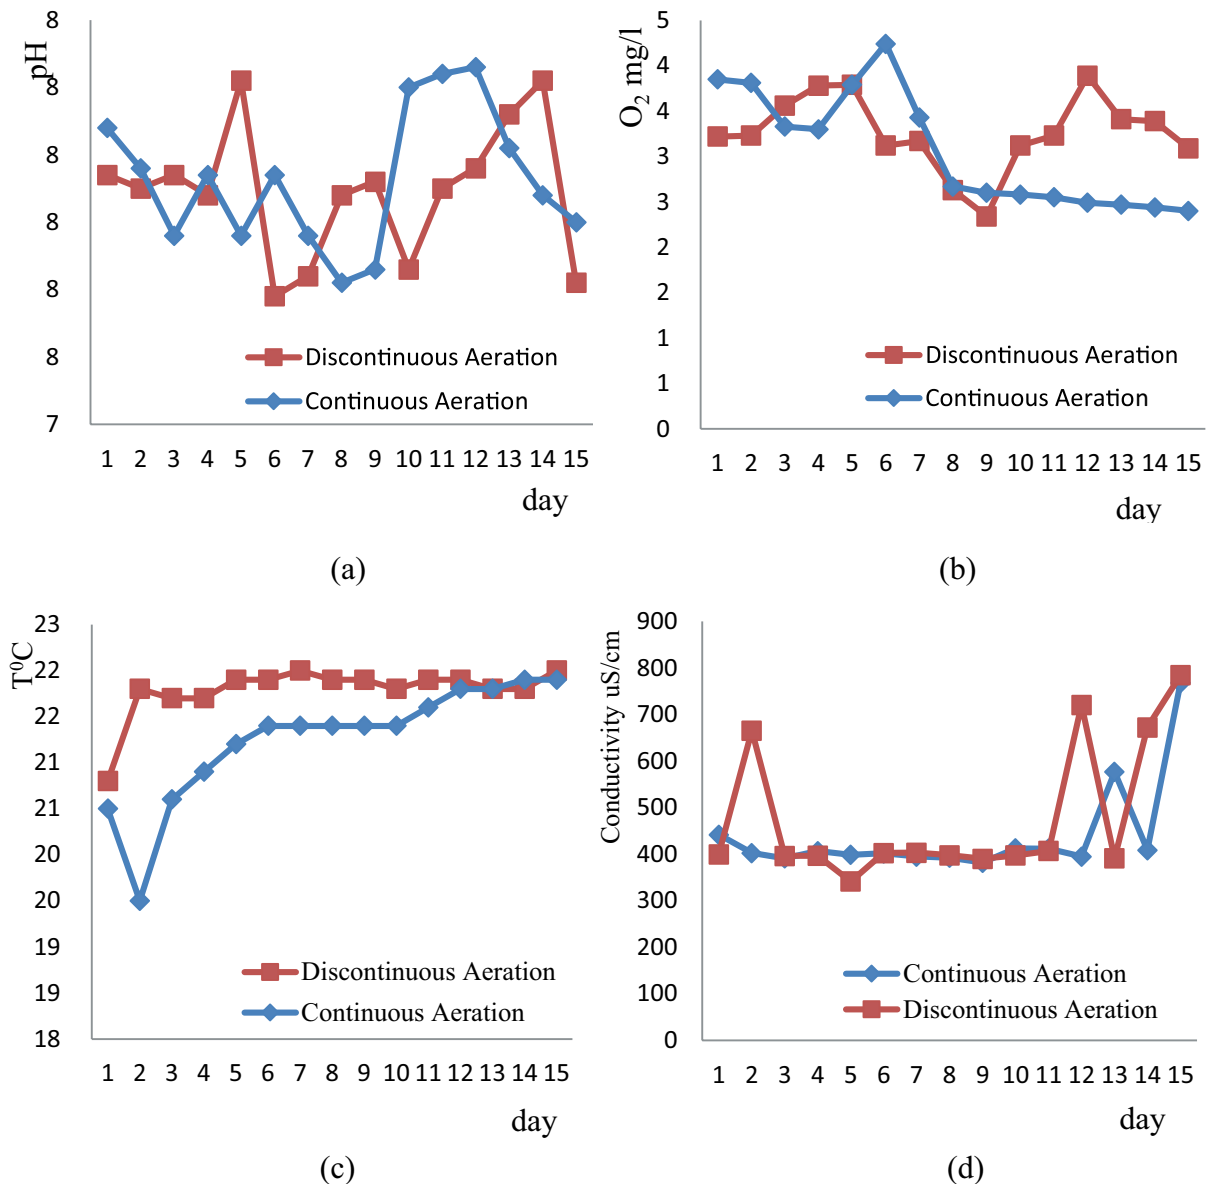 pH
8
8
8
8
8
8
7
1 2 3 4 5 6 7 8 9 10 11 12 13 14 15
day
Discontinuous Aeration
Continuous Aeration
(a)
O2 mg/l
5
4
4
3
3
2
2
1
1
0
1 2 3 4 5 6 7 8 9 10 11 12 13 14 15
day
Discontinuous Aeration
Continuous Aeration
(b)
T⁰C
23
22
22
21
21
20
20
19
19
18
1 2 3 4 5 6 7 8 9 10 11 12 13 14 15
day
Discontinuous Aeration
Continuous Aeration
(c)
Conductivity uS/cm
900
800
700
600
500
400
300
200
100
0
1 2 3 4 5 6 7 8 9 10 11 12 13 14 15
day
Continuous Aeration
Discontinuous Aeration
(d)